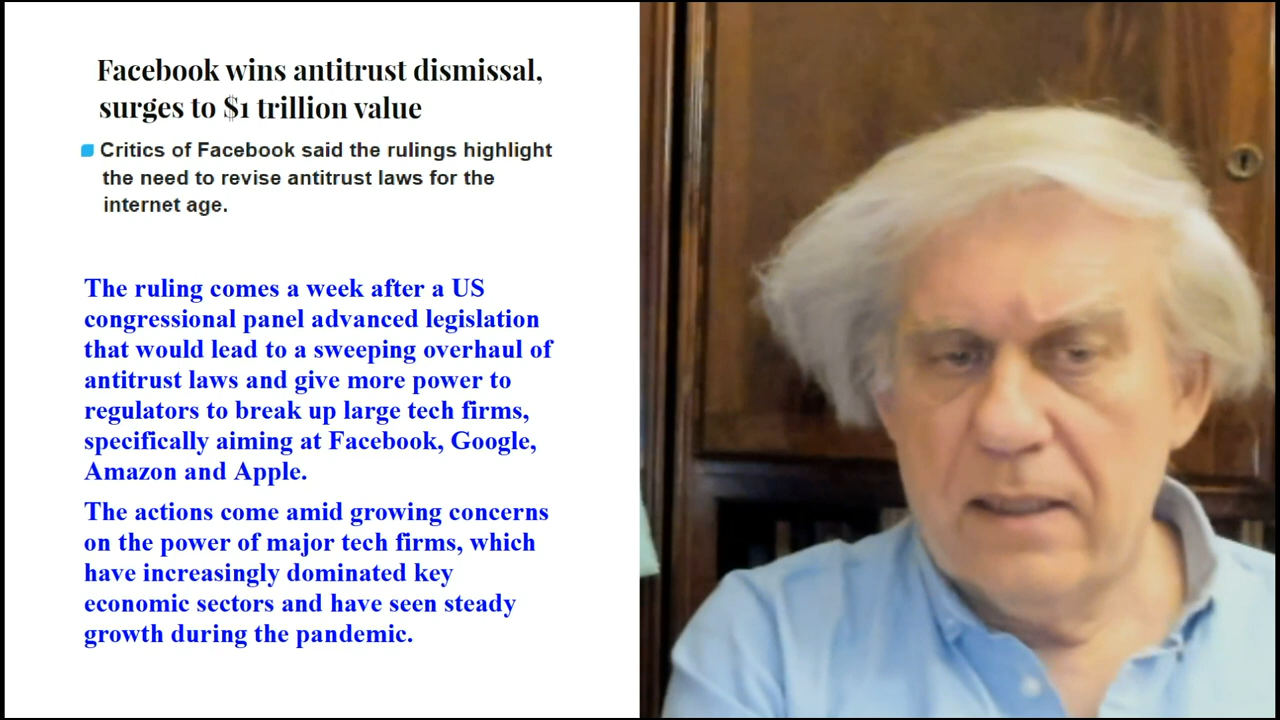 Facebook wins antitrust dismissal,
surges to $1 trillion value
Critics of Facebook said the rulings highlight
the need to revise antitrust laws for the
internet age.
The ruling comes a week after a US
congressional panel advanced legislation
that would lead to a sweeping overhaul of
antitrust laws and give more power to
regulators to break up large tech firms,
specifically aiming at Facebook, Google,
Amazon and Apple.
The actions come amid growing concerns
on the power of major tech firms, which
have increasingly dominated key
economic sectors and have seen steady
growth during the pandemic.